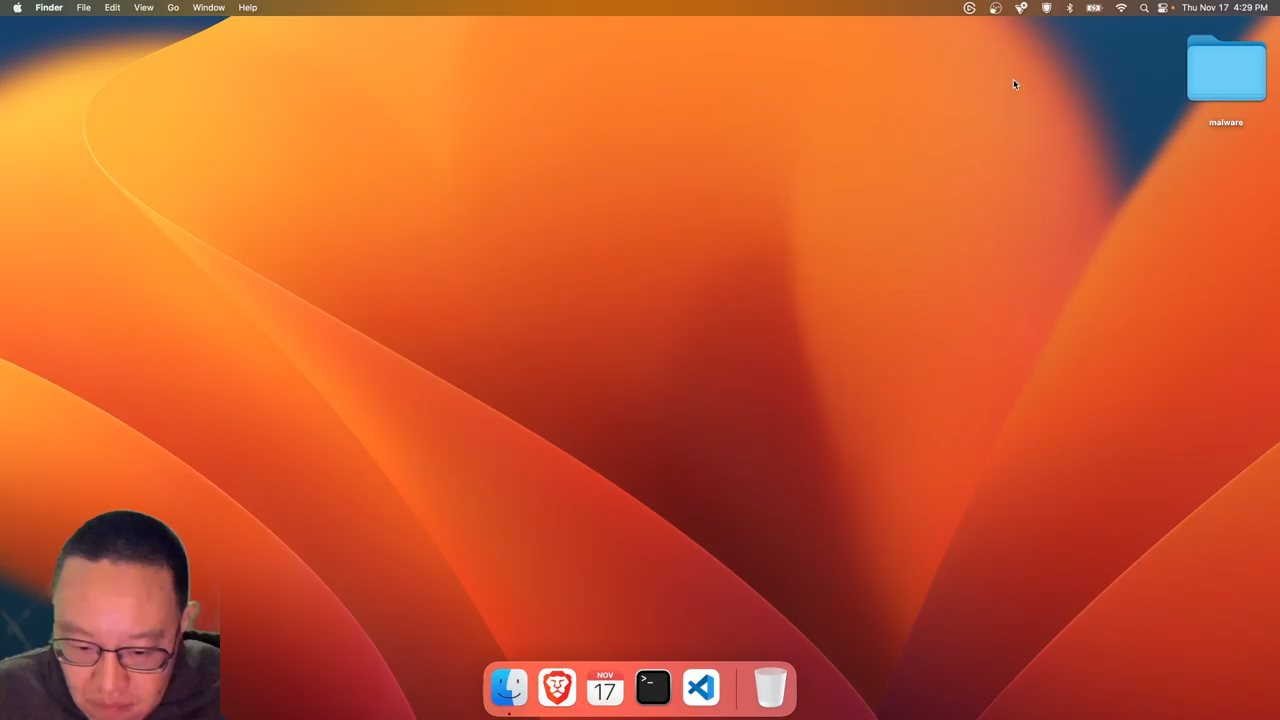 Finder File Edit View Go Window Help Thu Nov 17 4:29 PM
malware
NOV
17
>_